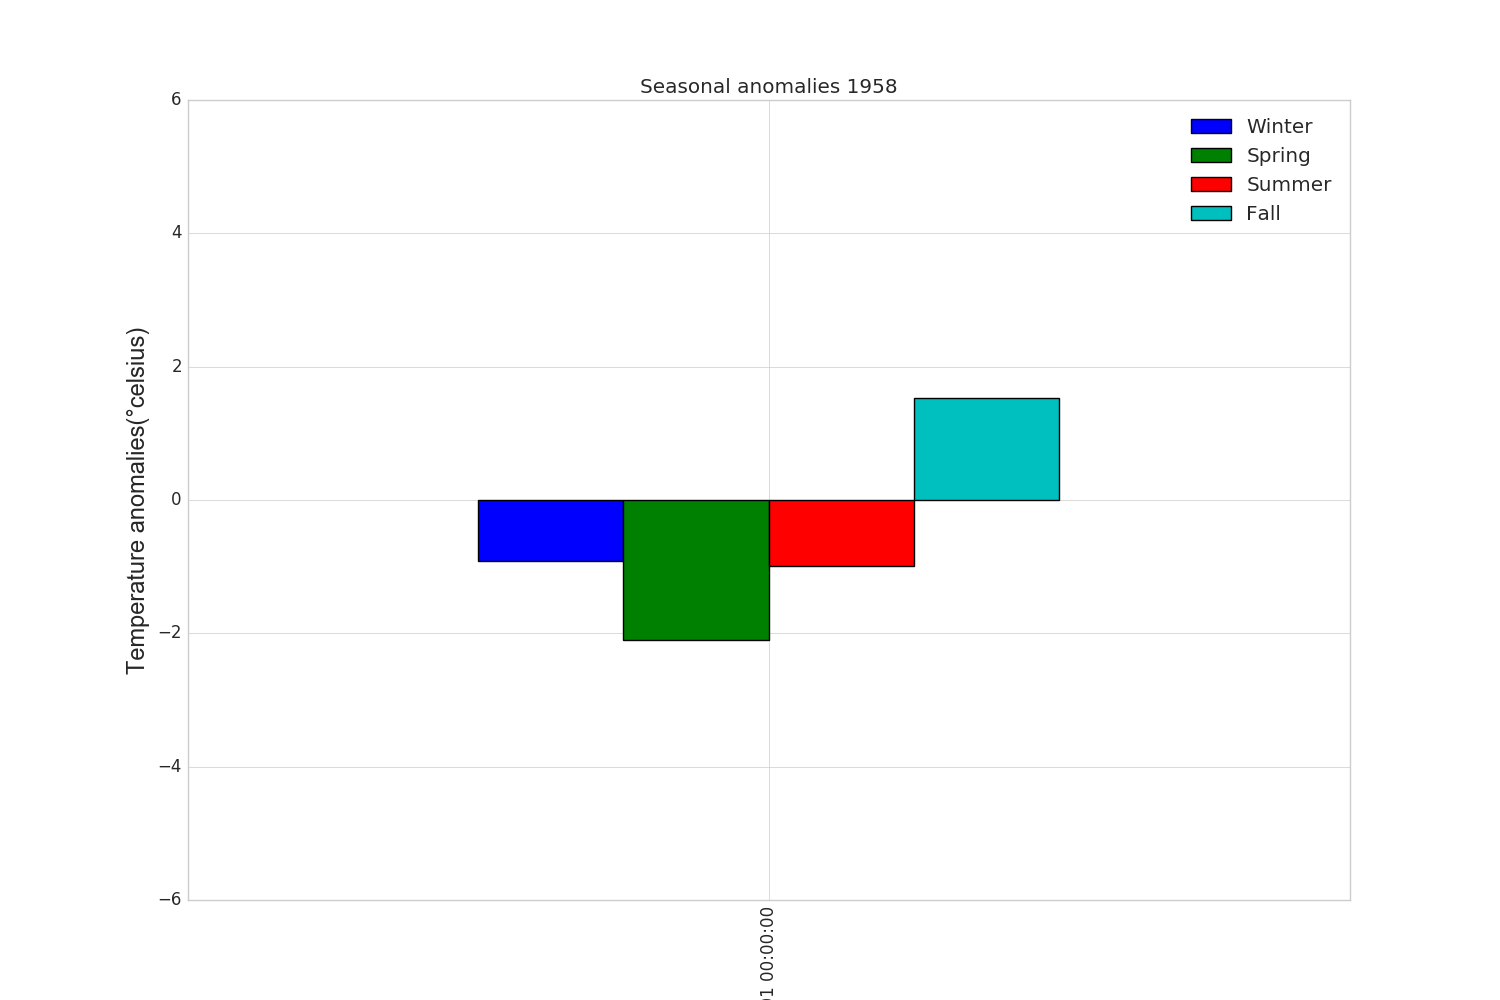 Seasonal anomalies 1958
6
4
2
0
−2
−4
−6
Temperature anomalies(°celsius)
Winter
Spring
Summer
Fall
00:00:00